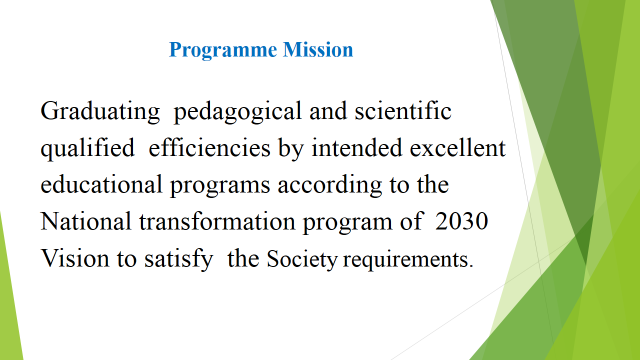 Programme Mission
Graduating  pedagogical and scientific
qualified  efficiencies by intended excellent
educational programs according to the
National transformation program of  2030
Vision to satisfy  the Society requirements.